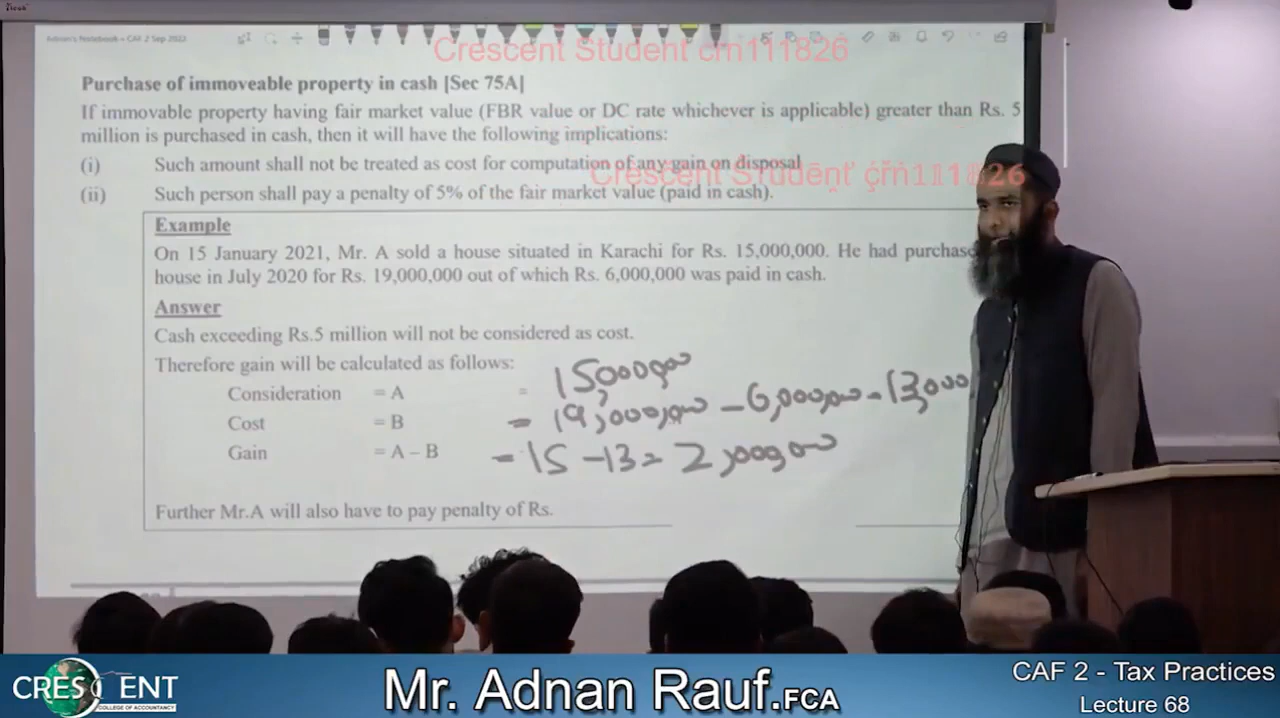 Adnan's Notebook - CAF 2 Sep 2023
Crescent Student crn111826
Purchase of immoveable property in cash [Sec 75A]
If immovable property having fair market value (FBR value or DC rate whichever is applicable) greater than Rs. 5
million is purchased in cash, then it will have the following implications:
(i) Such amount shall not be treated as cost for computation of any gain on disposal
Crescent Student crn111826
(ii) Such person shall pay a penalty of 5% of the fair market value (paid in cash).
Example
On 15 January 2021, Mr. A sold a house situated in Karachi for Rs. 15,000,000. He had purchase
house in July 2020 for Rs. 19,000,000 out of which Rs. 6,000,000 was paid in cash.
Answer
Cash exceeding Rs.5 million will not be considered as cost.
Therefore gain will be calculated as follows:
Consideration = A = 15,000,000
Cost = B = 19,000,000 - 6,000,000 = 13,000
Gain = A – B = 15 - 13 = 2,000,000
Further Mr.A will also have to pay penalty of Rs.
CRESCENT
COLLEGE OF ACCOUNTANCY
Mr. Adnan Rauf.FCA
CAF 2 - Tax Practices
Lecture 68